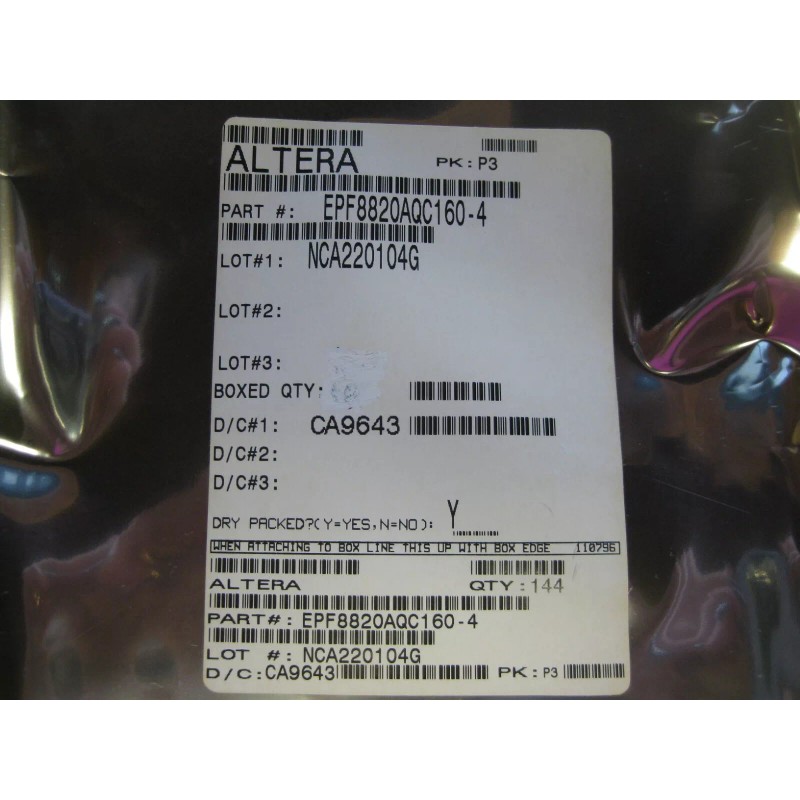 ALTERA PK: P3
PART #: EPF8820AQC160-4
LOT#1: NCA220104G
LOT#2:
LOT#3:
BOXED QTY:
D/C#1: CA9643
D/C#2:
D/C#3:
DRY PACKED?(Y=YES,N=NO): Y
WHEN ATTACHING TO BOX LINE THIS UP WITH BOX EDGE 110796
ALTERA QTY: 144
PART#: EPF8820AQC160-4
LOT #: NCA220104G
D/C: CA9643 PK: P3